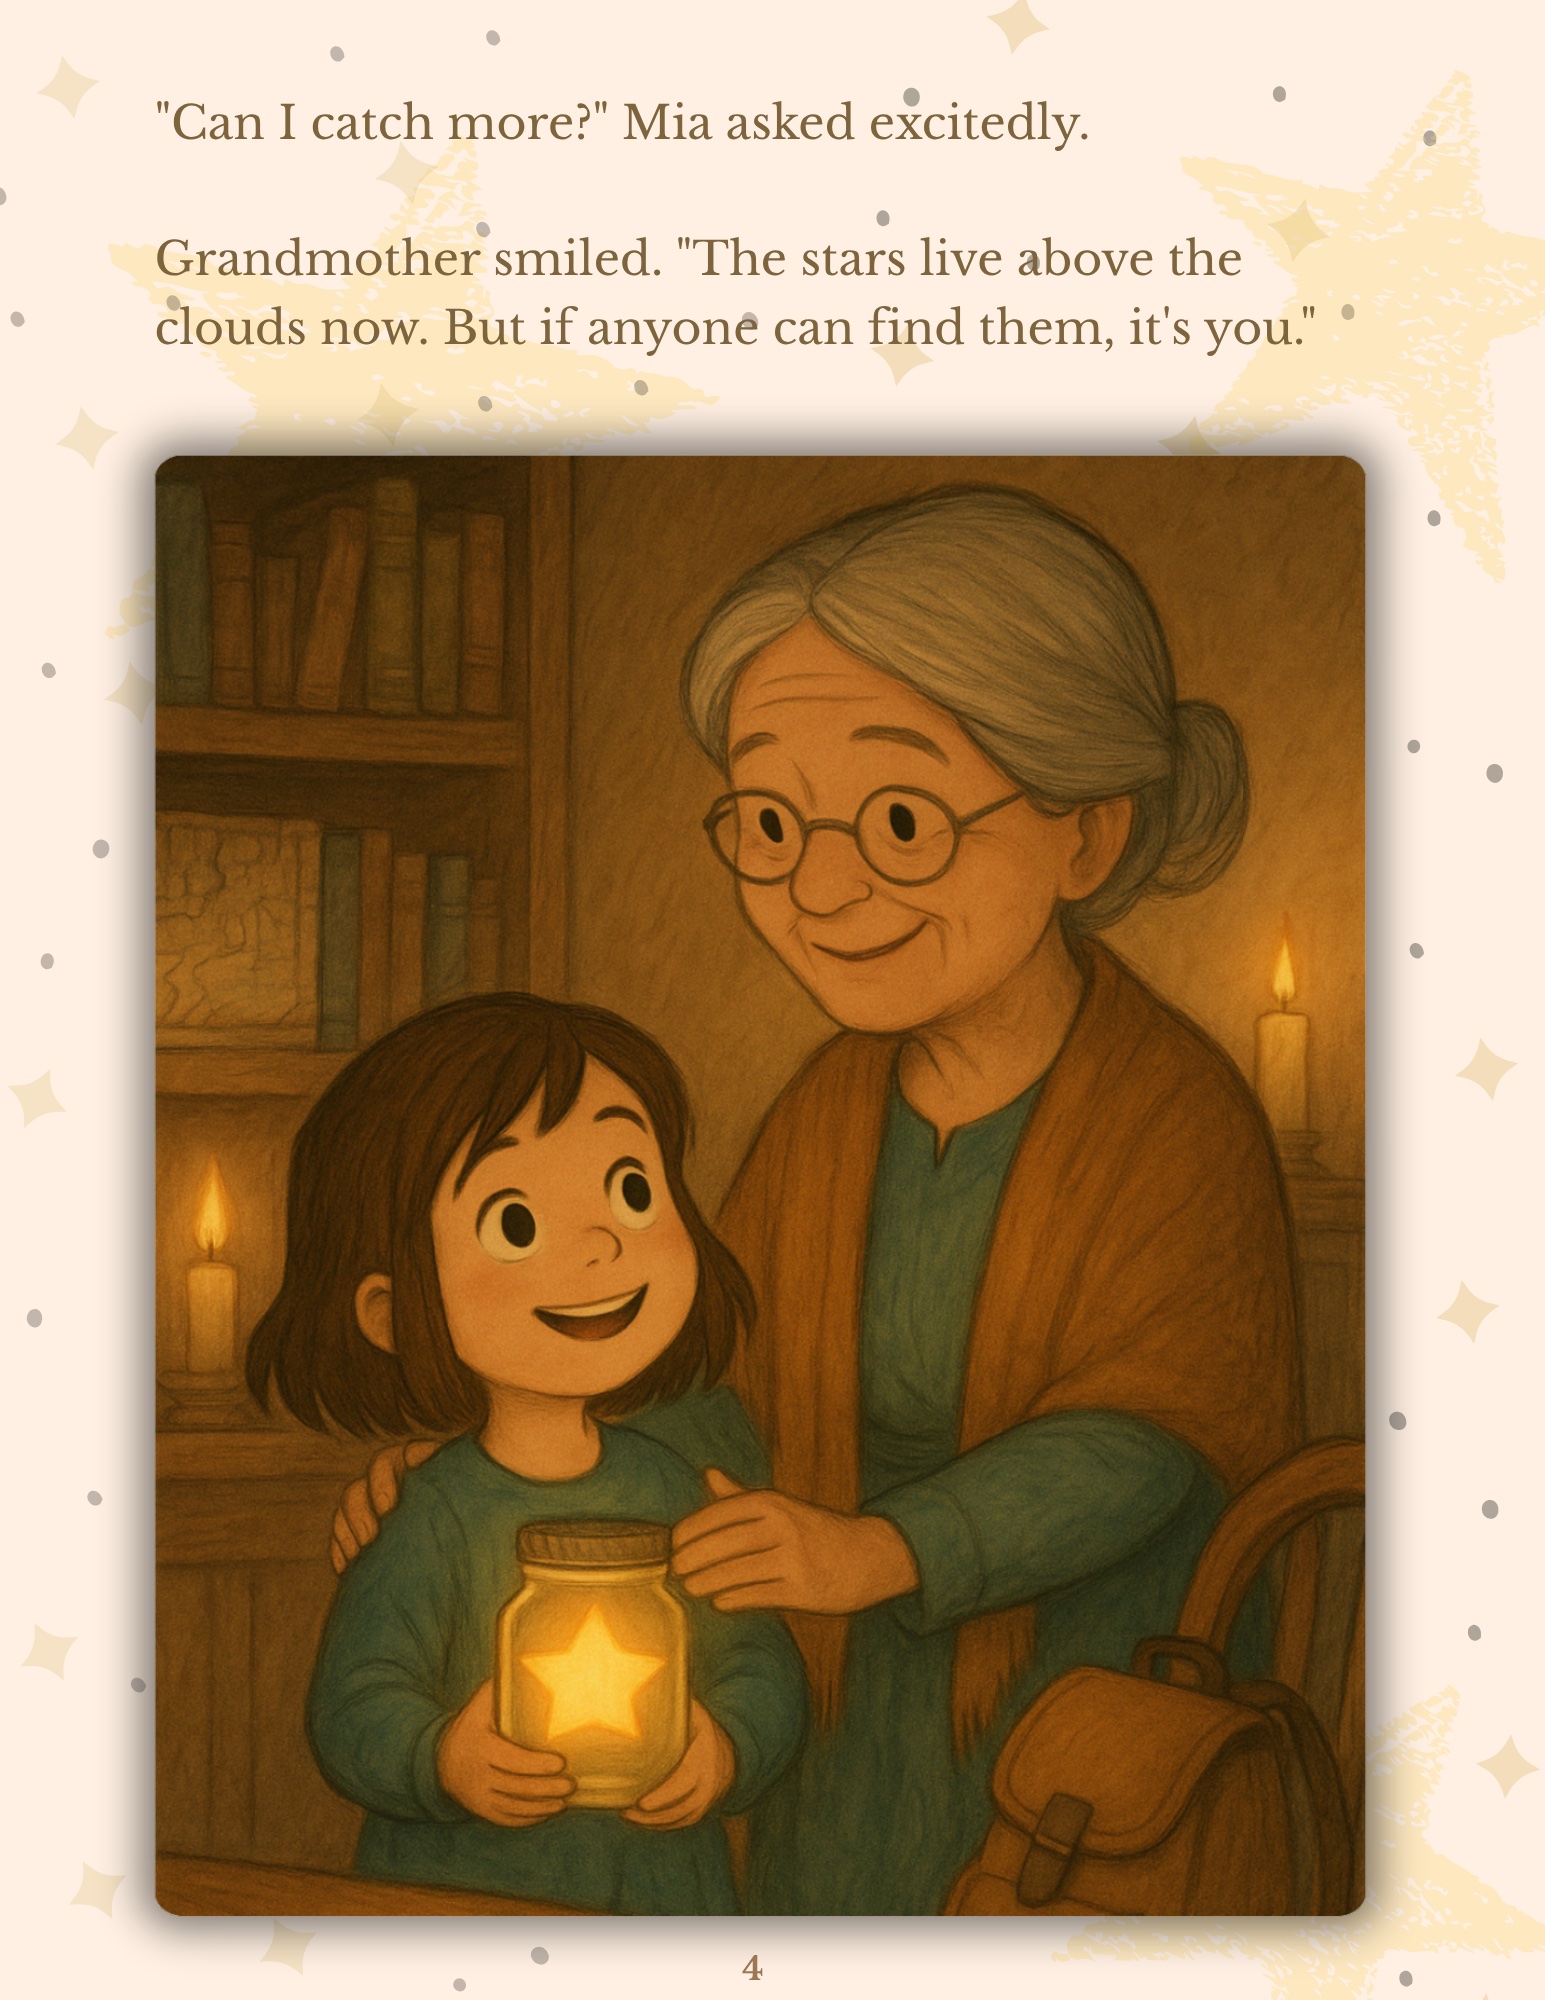 "Can I catch more?" Mia asked excitedly.
Grandmother smiled. "The stars live above the
clouds now. But if anyone can find them, it's you."
4